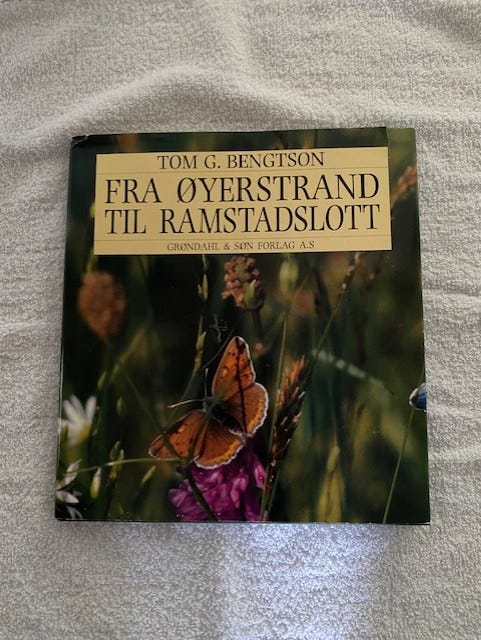 TOM G. BENGTSON
FRA ØYERSTRAND
TIL RAMSTADSLOTT
GRØNDAHL & SØN FORLAG A.S